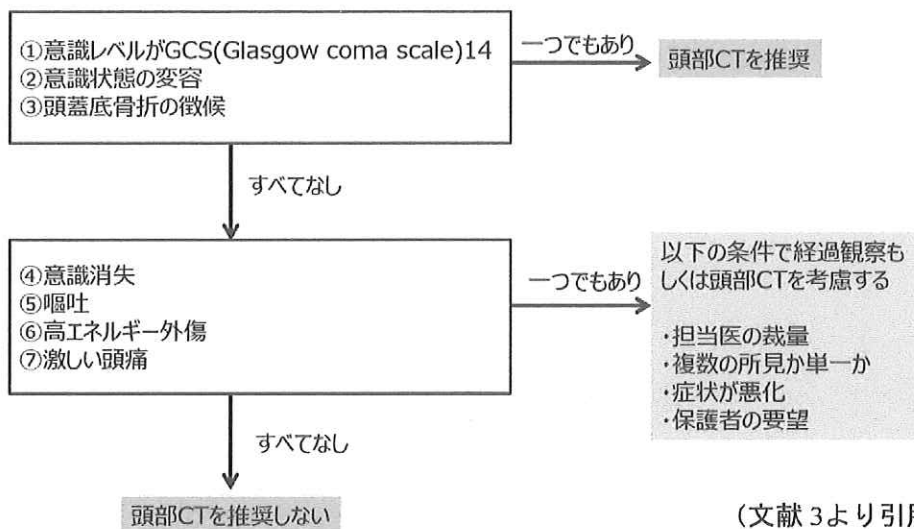 ①意識レベルがGCS(Glasgow coma scale)14
②意識状態の変容
③頭蓋底骨折の徴候
一つでもあり
頭部CTを推奨
すべてなし
④意識消失
⑤嘔吐
⑥高エネルギー外傷
⑦激しい頭痛
一つでもあり
以下の条件で経過観察も
しくは頭部CTを考慮する
・担当医の裁量
・複数の所見か単一か
・症状が悪化
・保護者の要望
すべてなし
頭部CTを推奨しない
(文献 3より引